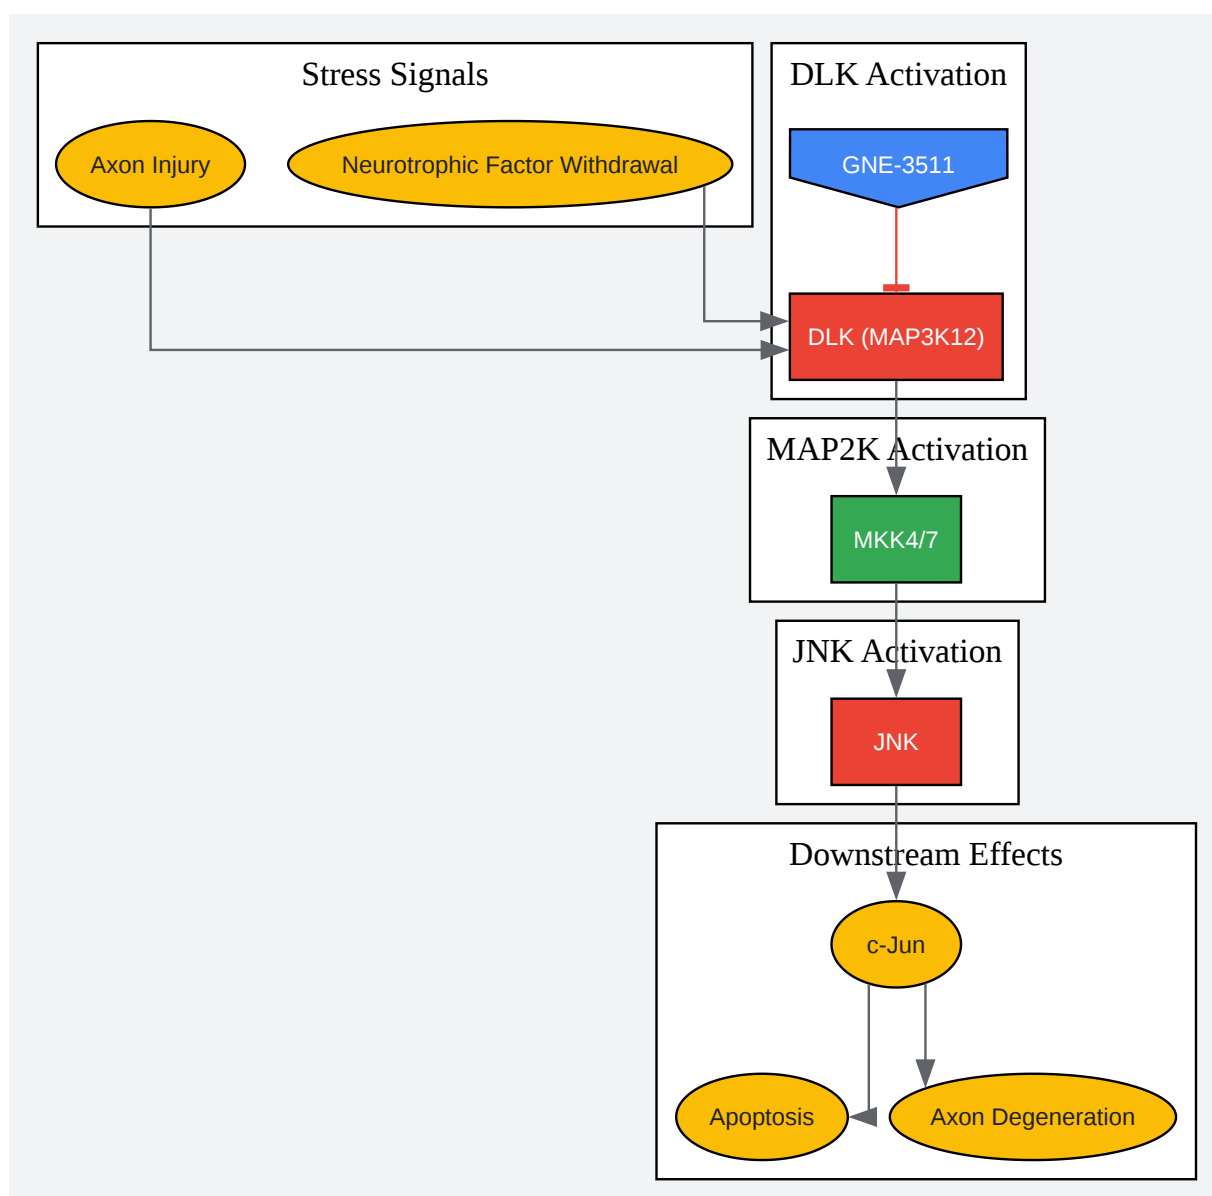 Stress Signals
DLK Activation
Axon Injury
Neurotrophic Factor Withdrawal
GNE-3511
DLK (MAP3K12)
MAP2K Activation
MKK4/7
JNK Activation
JNK
Downstream Effects
c-Jun
Apoptosis
Axon Degeneration